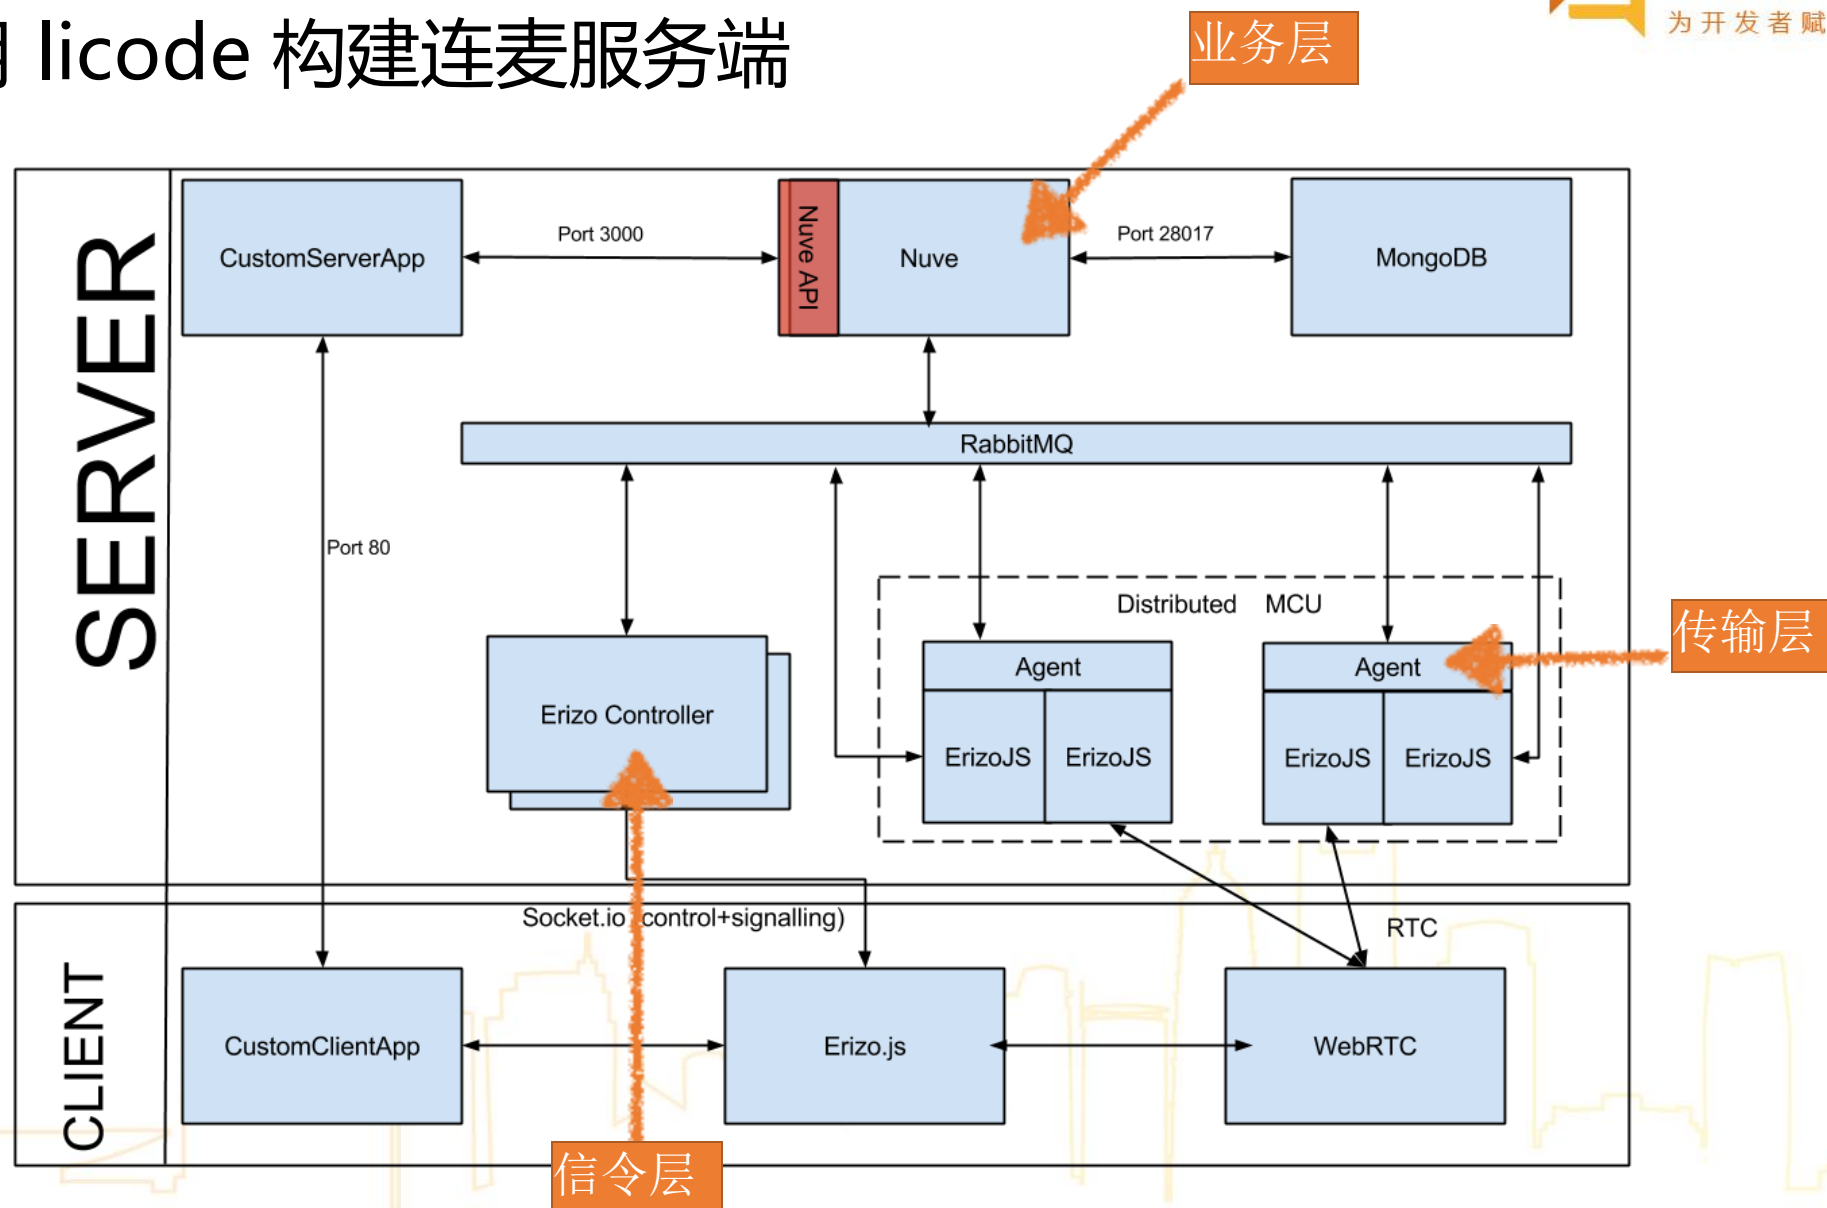 用 licode 构建连麦服务端
业务层
为开发者赋
SERVER
CustomServerApp
Port 3000
Nuve API
Nuve
Port 28017
MongoDB
RabbitMQ
Port 80
Distributed MCU
传输层
Erizo Controller
Agent
ErizoJS
ErizoJS
Agent
ErizoJS
ErizoJS
Socket.io (control+signalling)
RTC
CLIENT
CustomClientApp
Erizo.js
WebRTC
信令层